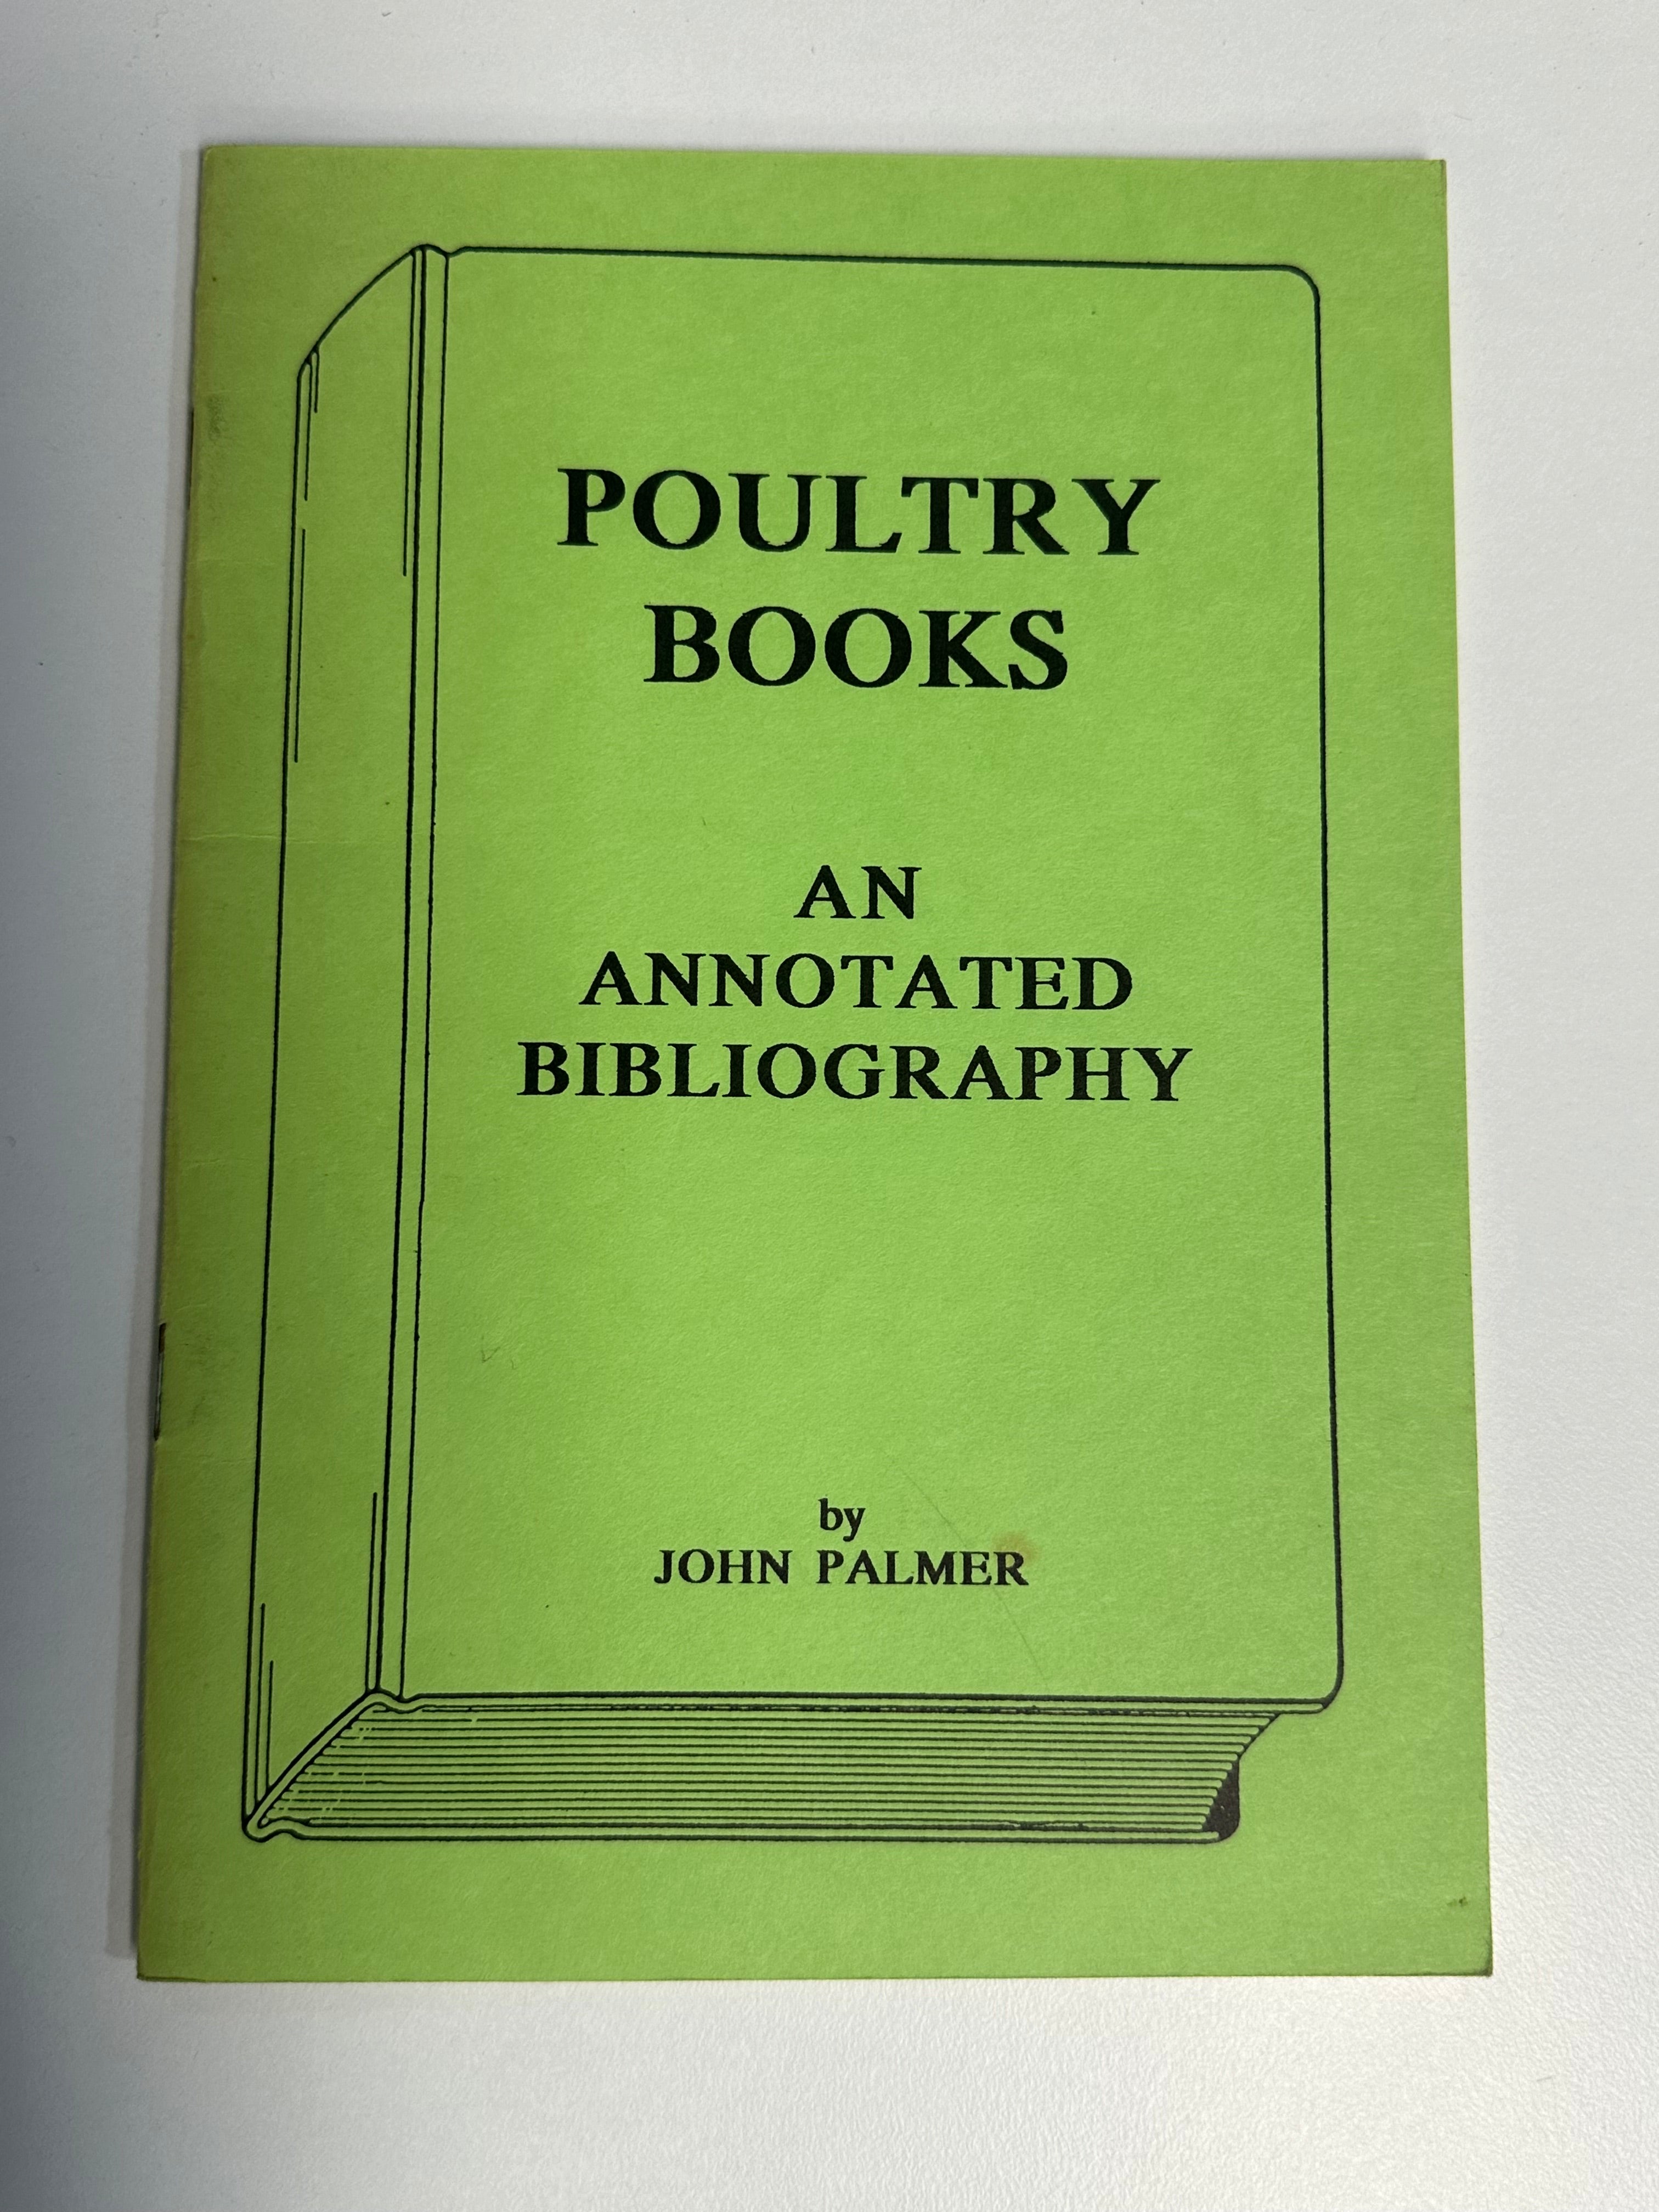 POULTRY
BOOKS
AN
ANNOTATED
BIBLIOGRAPHY
by
JOHN PALMER